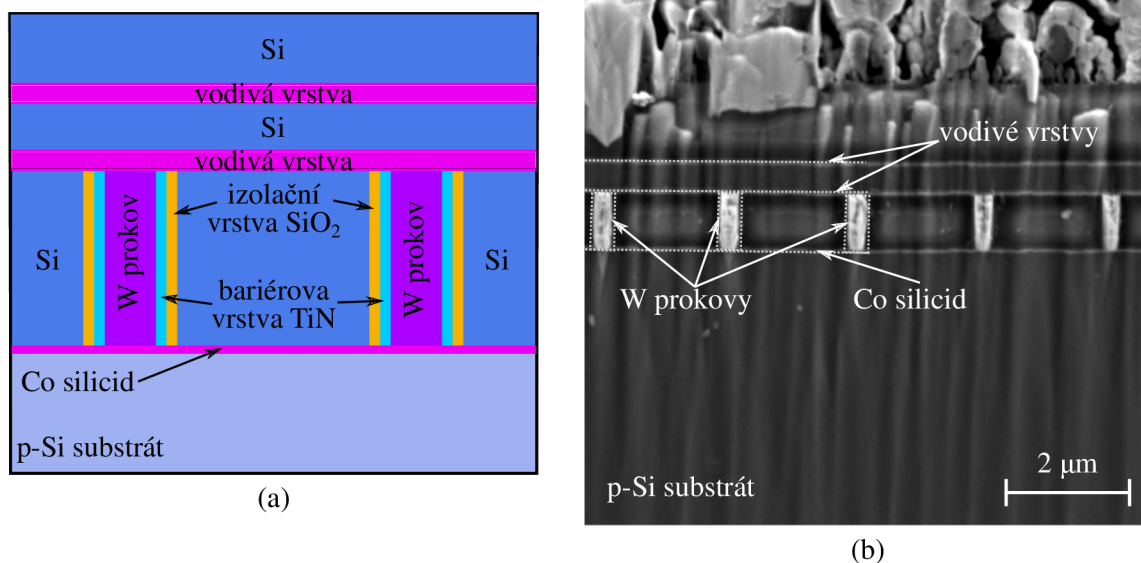 Si
vodivá vrstva
Si
vodivá vrstva
izolační
vrstva SiO₂
Si
W prokov
W prokov
Si
bariérova
vrstva TiN
Co silicid
p-Si substrát
(a)
vodivé vrstvy
W prokovy
Co silicid
2 μm
p-Si substrát
(b)